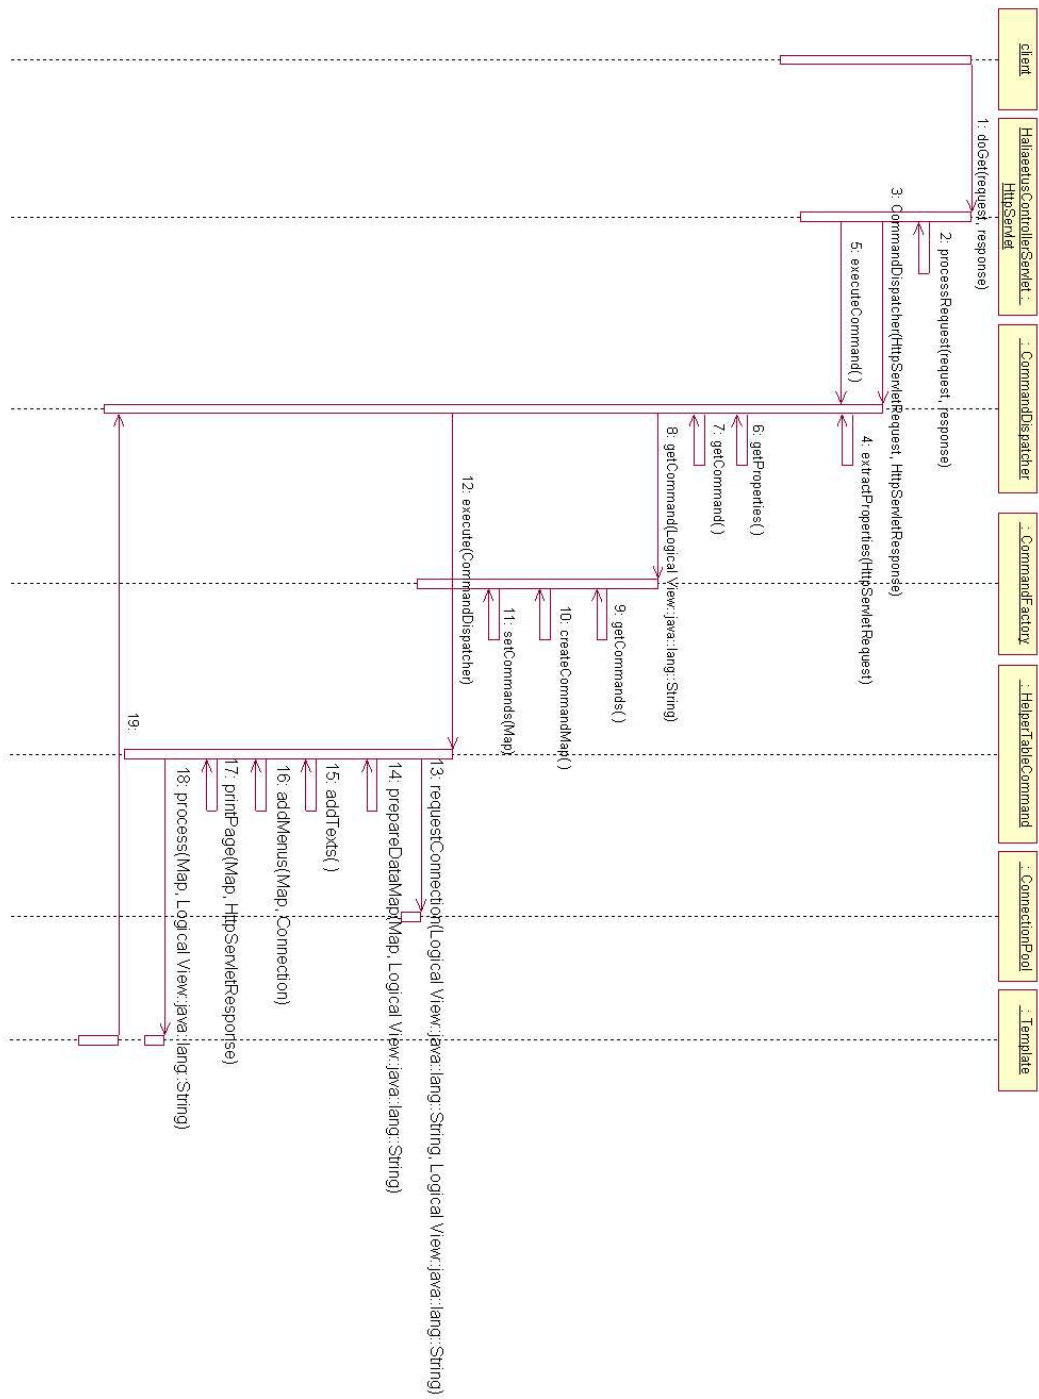 client
HaliaeetusControllerServlet :
HttpServlet
: CommandDispatcher
: CommandFactory
: HelperTableCommand
: ConnectionPool
: Template
1: doGet(request, response)
2: processRequest(request, response)
3: CommandDispatcher(HttpServletRequest, HttpServletResponse)
4: extractProperties(HttpServletRequest)
5: executeCommand( )
6: getProperties( )
7: getCommand( )
8: getCommand(Logical View::java::lang::String)
9: getCommands( )
10: createCommandMap( )
11: setCommands(Map)
12: execute(CommandDispatcher)
13: requestConnection(Logical View::java::lang::String, Logical View::java::lang::String)
14: prepareDataMap(Map, Logical View::java::lang::String)
15: addTexts( )
16: addMenus(Map, Connection)
17: printPage(Map, HttpServletResponse)
18: process(Map, Logical View::java::lang::String)
19: